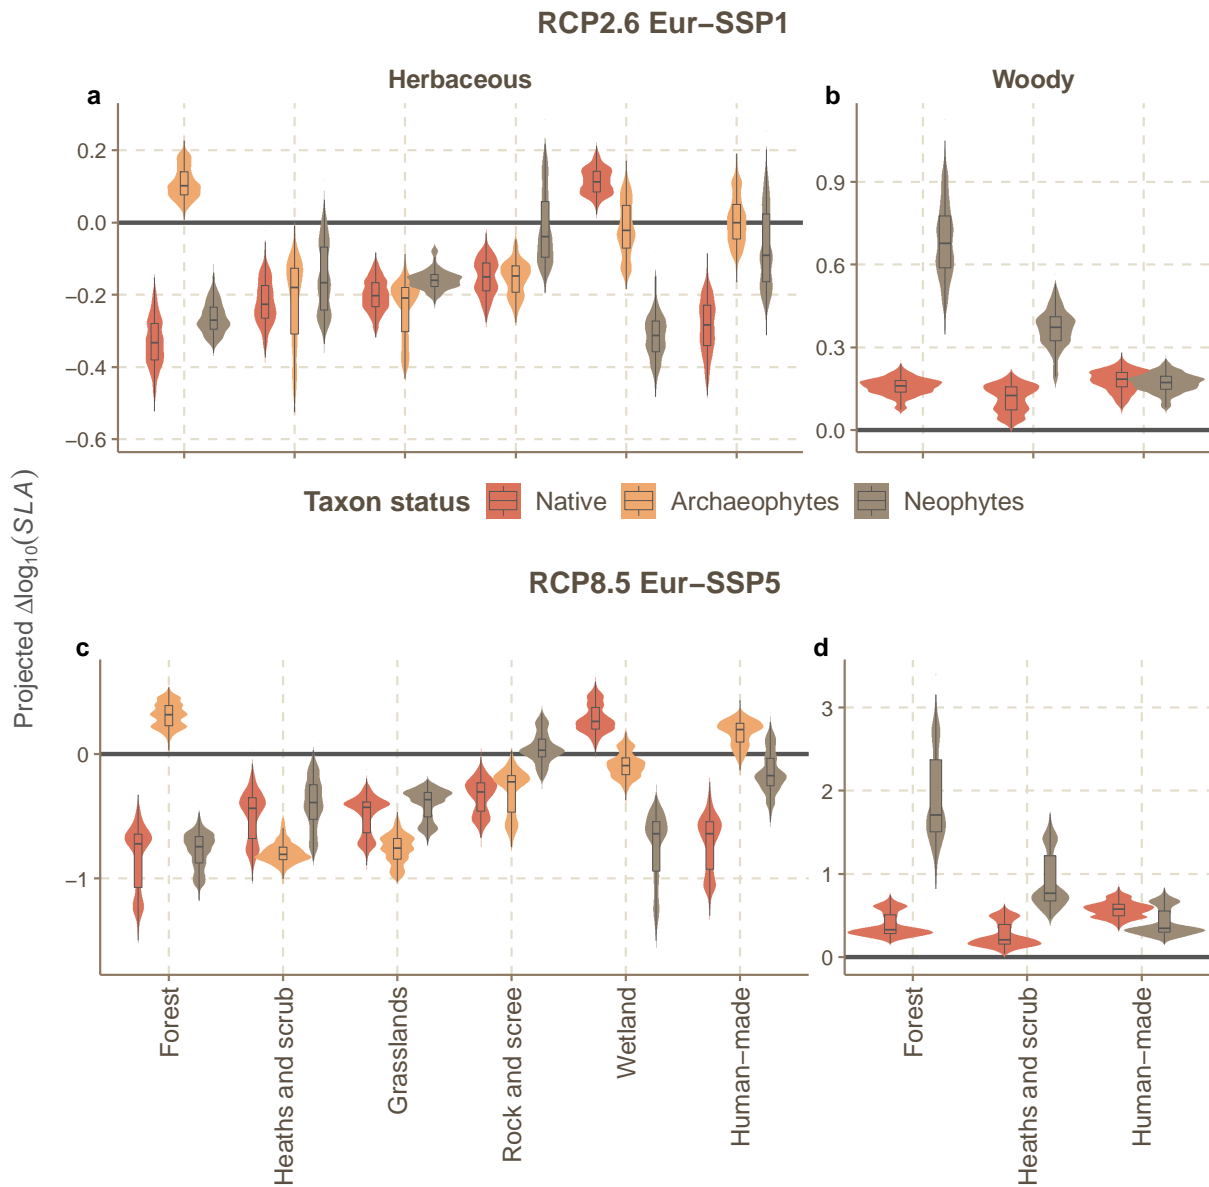 RCP2.6 Eur−SSP1
Herbaceous
Woody
a
b
0.2
0.0
−0.2
−0.4
−0.6
0.9
0.6
0.3
0.0
Taxon status Native Archaeophytes Neophytes
Projected Δlog₁₀(SLA)
RCP8.5 Eur−SSP5
c
d
0
−1
3
2
1
0
Forest
Heaths and scrub
Grasslands
Rock and scree
Wetland
Human−made
Forest
Heaths and scrub
Human−made